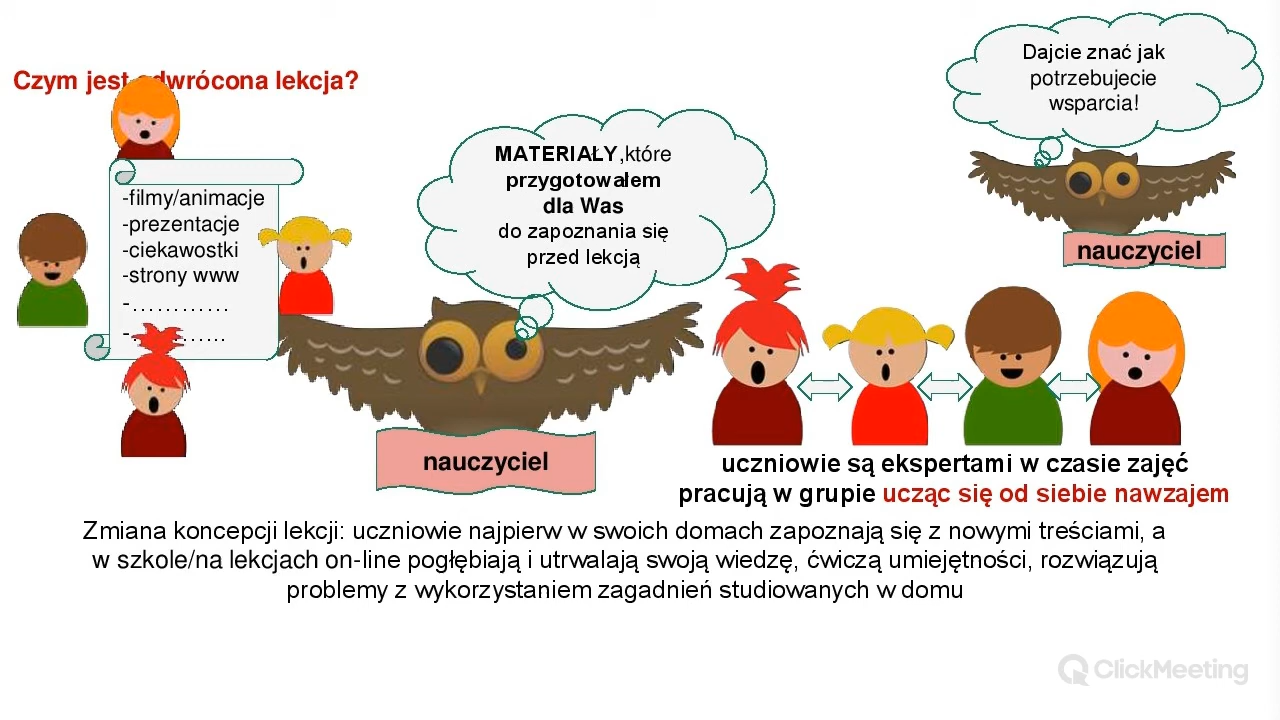 Czym jest odwrócona lekcja?
-filmy/animacje
-prezentacje
-ciekawostki
-strony www
-…………
-…………
MATERIAŁY,które
przygotowałem
dla Was
do zapoznania się
przed lekcją
nauczyciel
Dajcie znać jak
potrzebujecie
wsparcia!
nauczyciel
uczniowie są ekspertami w czasie zajęć
pracują w grupie ucząc się od siebie nawzajem
Zmiana koncepcji lekcji: uczniowie najpierw w swoich domach zapoznają się z nowymi treściami, a
w szkole/na lekcjach on-line pogłębiają i utrwalają swoją wiedzę, ćwiczą umiejętności, rozwiązują
problemy z wykorzystaniem zagadnień studiowanych w domu
ClickMeeting